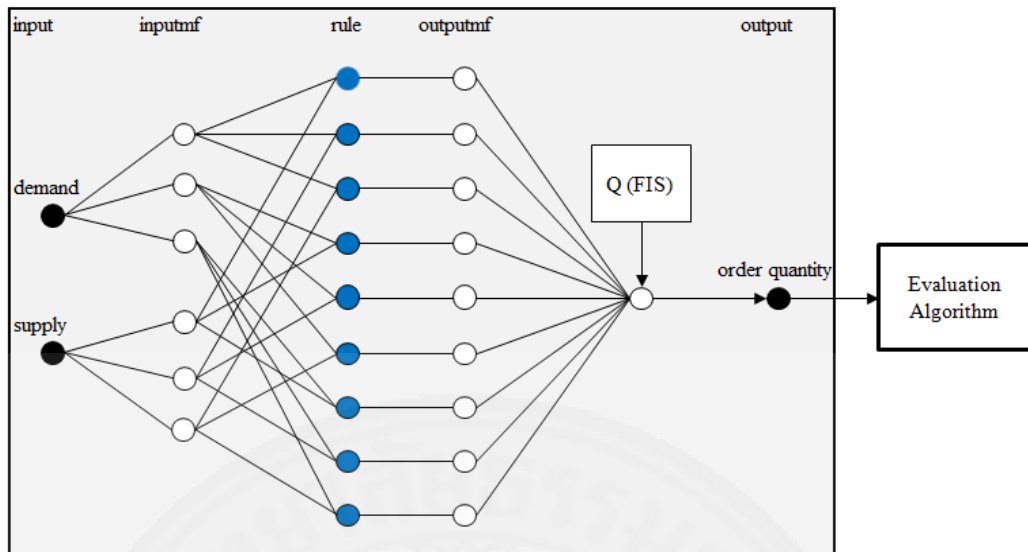 input inputmf rule outputmf output
demand
Q (FIS)
order quantity
Evaluation
Algorithm
supply